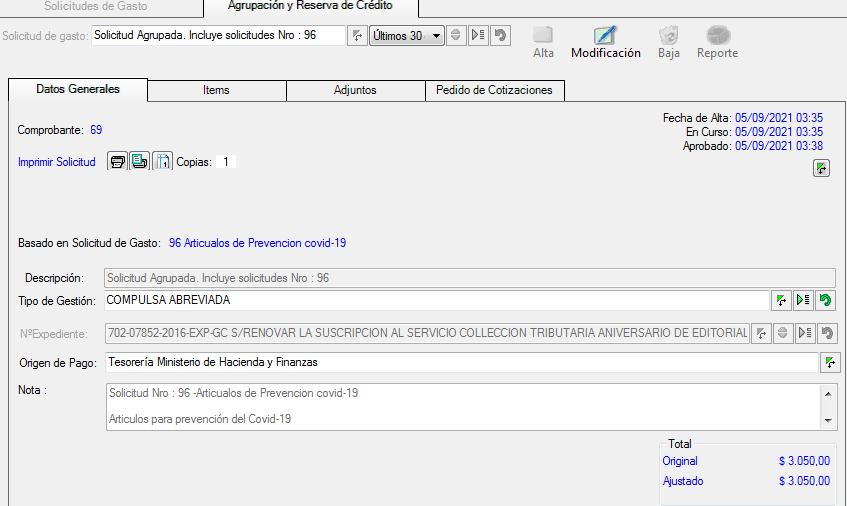 Solicitudes de Gasto
Agrupación y Reserva de Crédito
Solicitud de gasto: Solicitud Agrupada. Incluye solicitudes Nro : 96
Últimos 30
Alta
Modificación
Baja
Reporte
Datos Generales
Items
Adjuntos
Pedido de Cotizaciones
Fecha de Alta: 05/09/2021 03:35
Comprobante: 69
En Curso: 05/09/2021 03:35
Aprobado: 05/09/2021 03:38
Imprimir Solicitud
Copias: 1
Basado en Solicitud de Gasto: 96 Articualos de Prevencion covid-19
Descripción: Solicitud Agrupada. Incluye solicitudes Nro : 96
Tipo de Gestión: COMPULSA ABREVIADA
NºExpediente: 702-07852-2016-EXP-GC S/RENOVAR LA SUSCRIPCION AL SERVICIO COLLECCION TRIBUTARIA ANIVERSARIO DE EDITORIAL
Origen de Pago: Tesorería Ministerio de Hacienda y Finanzas
Nota : Solicitud Nro : 96 -Articualos de Prevencion covid-19
Articulos para prevención del Covid-19
Total
Original $ 3.050,00
Ajustado $ 3.050,00